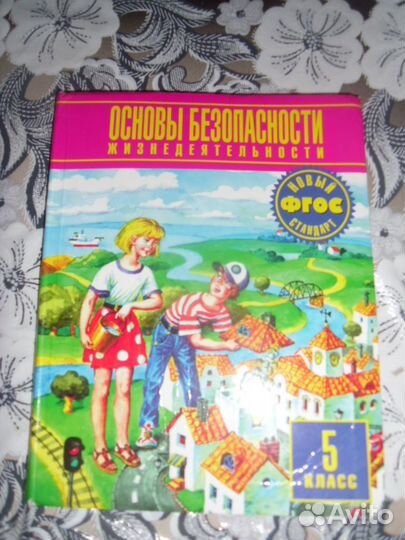 ОСНОВЫ БЕЗОПАСНОСТИ
ЖИЗНЕДЕЯТЕЛЬНОСТИ
НОВЫЙ
ФГОС
СТАНДАРТ
5
КЛАСС
Avito